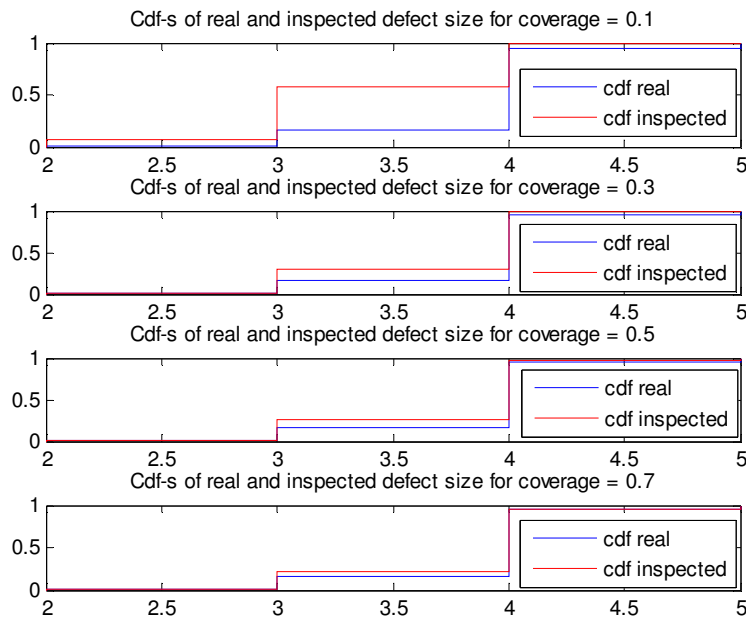 Cdf-s of real and inspected defect size for coverage = 0.1
1
0.5
0
cdf real
cdf inspected
2 2.5 3 3.5 4 4.5 5
Cdf-s of real and inspected defect size for coverage = 0.3
1
0.5
0
cdf real
cdf inspected
2 2.5 3 3.5 4 4.5 5
Cdf-s of real and inspected defect size for coverage = 0.5
1
0.5
0
cdf real
cdf inspected
2 2.5 3 3.5 4 4.5 5
Cdf-s of real and inspected defect size for coverage = 0.7
1
0.5
0
cdf real
cdf inspected
2 2.5 3 3.5 4 4.5 5